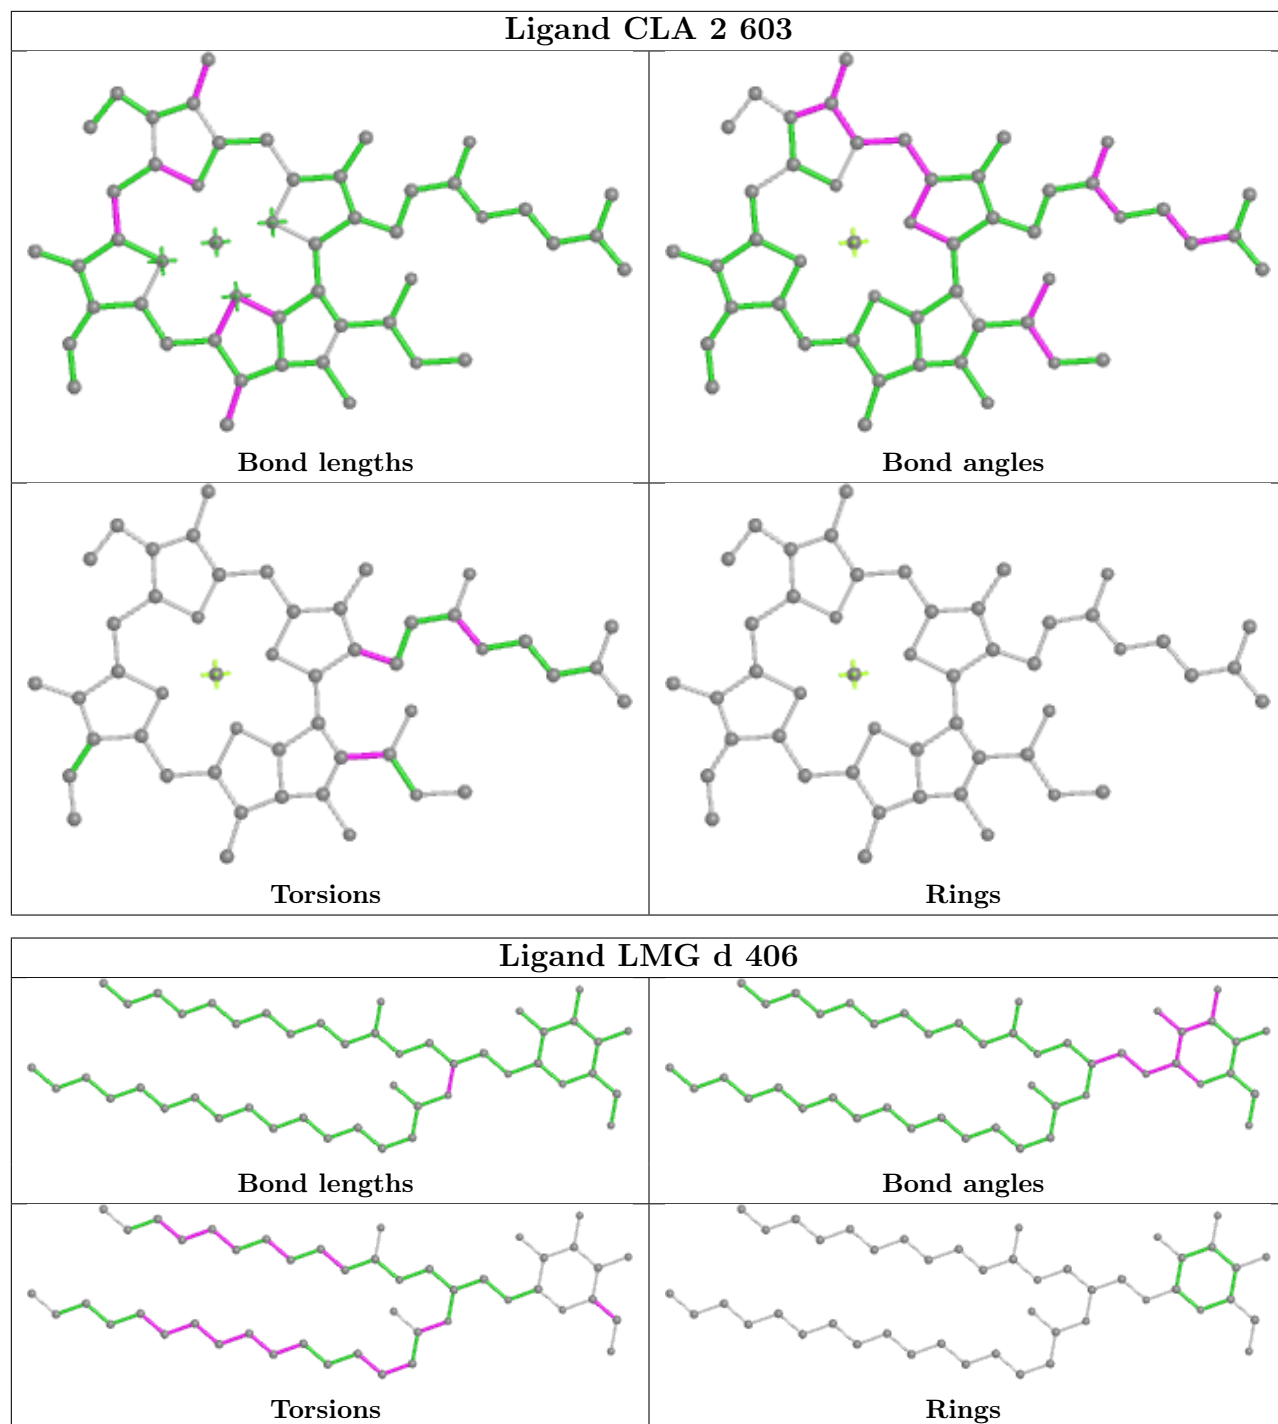 Ligand CLA 2 603
Bond lengths
Bond angles
Torsions
Rings
Ligand LMG d 406
Bond lengths
Bond angles
Torsions
Rings